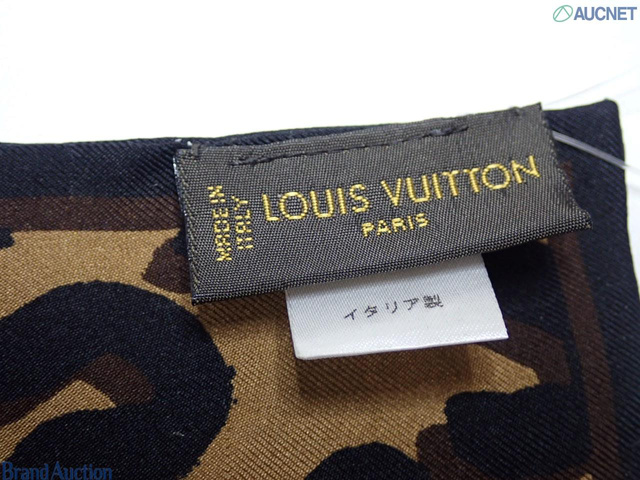 AUCNET
MADE IN
ITALY
LOUIS VUITTON
PARIS
イタリア製
Brand Auction